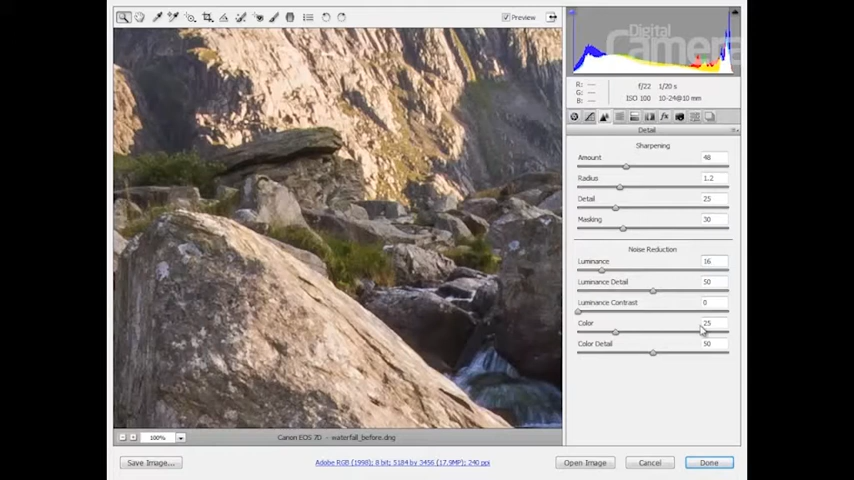 Preview
Digital
Camera
R: ---
G: ---
B: ---
f/22 1/20 s
ISO 100 10-24@10 mm
Detail
Sharpening
Amount 48
Radius 1.2
Detail 25
Masking 30
Noise Reduction
Luminance 16
Luminance Detail 50
Luminance Contrast 0
Color 25
Color Detail 50
100%
Canon EOS 7D - waterfall_before.dng
Save Image...
Adobe RGB (1998); 8 bit; 5184 by 3456 (17.9MP); 240 ppi
Open Image
Cancel
Done